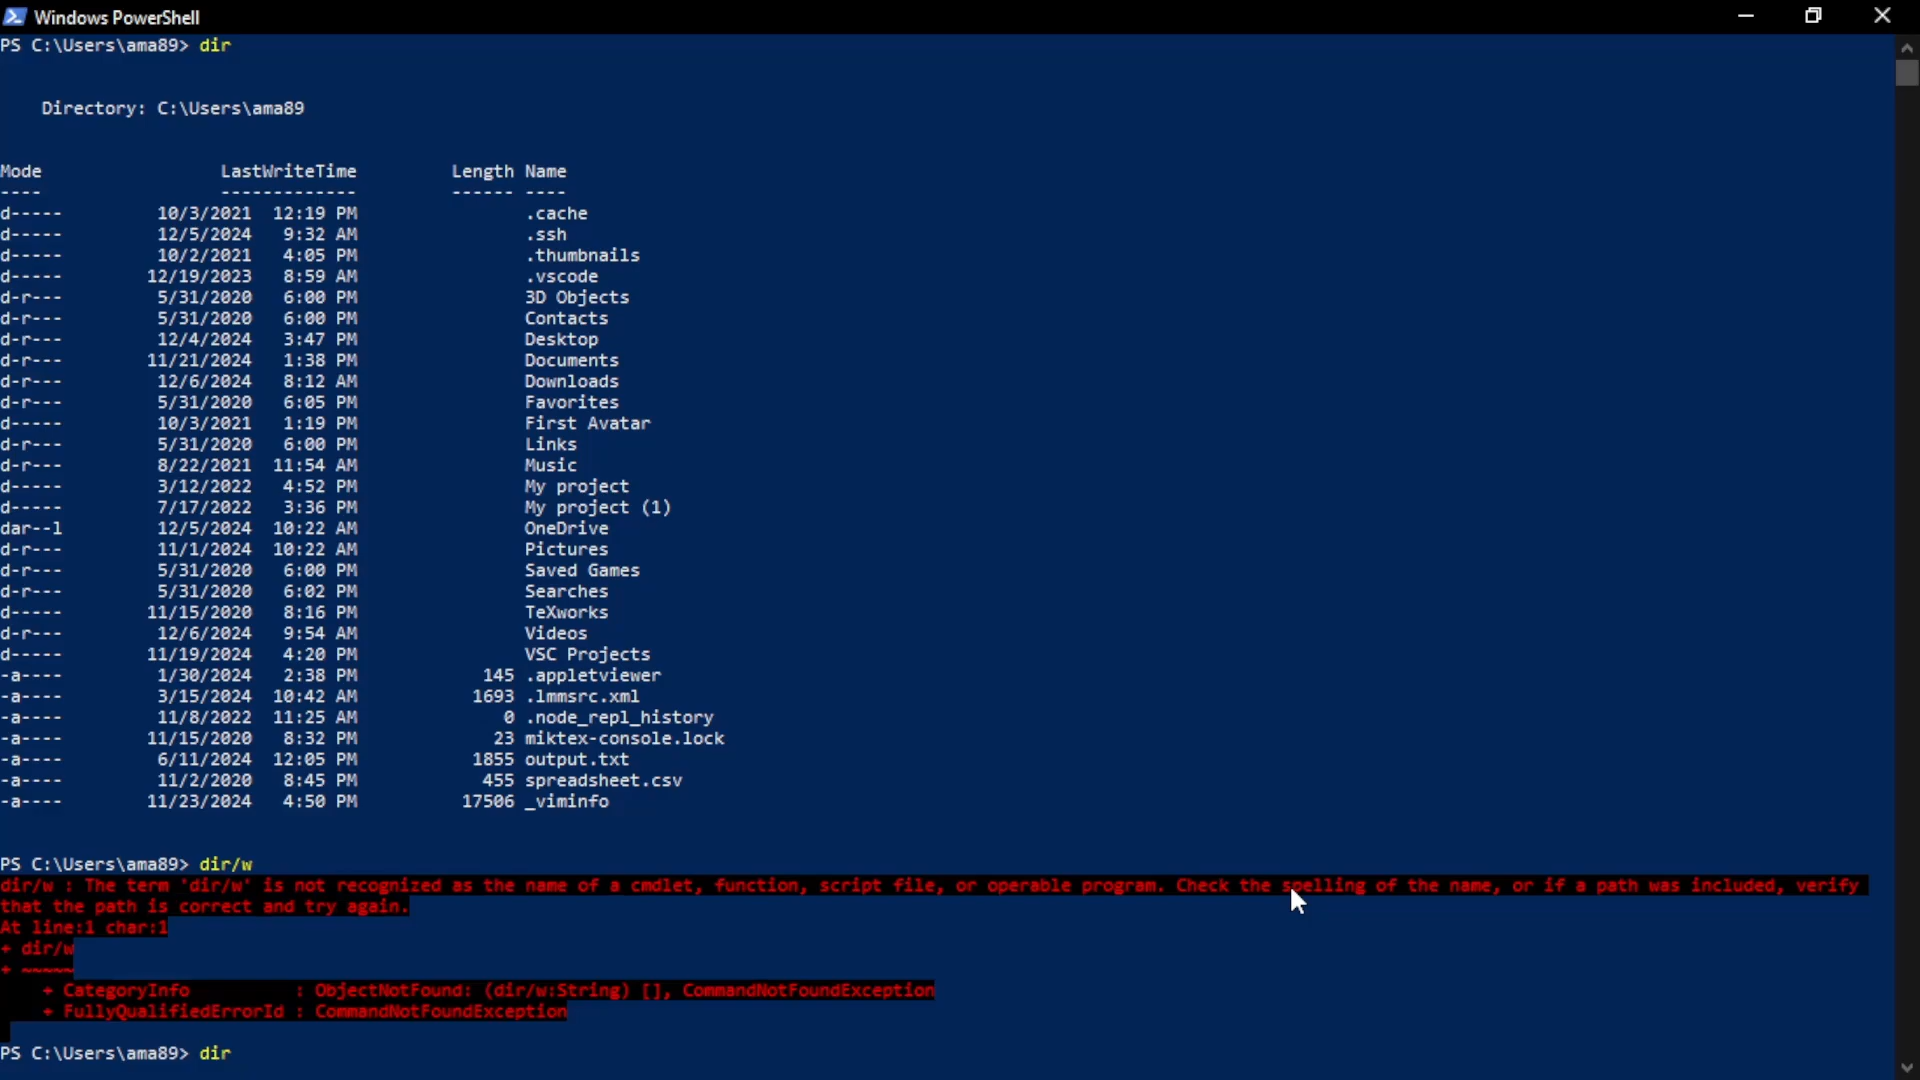 Windows PowerShell
PS C:\Users\ama89> dir
Directory: C:\Users\ama89
Mode LastWriteTime Length Name
---- ------------- ------ ----
d----- 10/3/2021 12:19 PM .cache
d----- 12/5/2024 9:32 AM .ssh
d----- 10/2/2021 4:05 PM .thumbnails
d----- 12/19/2023 8:59 AM .vscode
d-r--- 5/31/2020 6:00 PM 3D Objects
d-r--- 5/31/2020 6:00 PM Contacts
d-r--- 12/4/2024 3:47 PM Desktop
d-r--- 11/21/2024 1:38 PM Documents
d-r--- 12/6/2024 8:12 AM Downloads
d-r--- 5/31/2020 6:05 PM Favorites
d----- 10/3/2021 1:19 PM First Avatar
d-r--- 5/31/2020 6:00 PM Links
d-r--- 8/22/2021 11:54 AM Music
d----- 3/12/2022 4:52 PM My project
d----- 7/17/2022 3:36 PM My project (1)
dar--l 12/5/2024 10:22 AM OneDrive
d-r--- 11/1/2024 10:22 AM Pictures
d-r--- 5/31/2020 6:00 PM Saved Games
d-r--- 5/31/2020 6:02 PM Searches
d----- 11/15/2020 8:16 PM TeXworks
d-r--- 12/6/2024 9:54 AM Videos
d----- 11/19/2024 4:20 PM VSC Projects
-a---- 1/30/2024 2:38 PM 145 .appletviewer
-a---- 3/15/2024 10:42 AM 1693 .lmmsrc.xml
-a---- 11/8/2022 11:25 AM 0 .node_repl_history
-a---- 11/15/2020 8:32 PM 23 miktex-console.lock
-a---- 6/11/2024 12:05 PM 1855 output.txt
-a---- 11/2/2020 8:45 PM 455 spreadsheet.csv
-a---- 11/23/2024 4:50 PM 17506 _viminfo
PS C:\Users\ama89> dir/w
dir/w : The term 'dir/w' is not recognized as the name of a cmdlet, function, script file, or operable program. Check the spelling of the name, or if a path was included, verify
that the path is correct and try again.
At line:1 char:1
+ dir/w
+ ~~~~~
+ CategoryInfo : ObjectNotFound: (dir/w:String) [], CommandNotFoundException
+ FullyQualifiedErrorId : CommandNotFoundException
PS C:\Users\ama89> dir